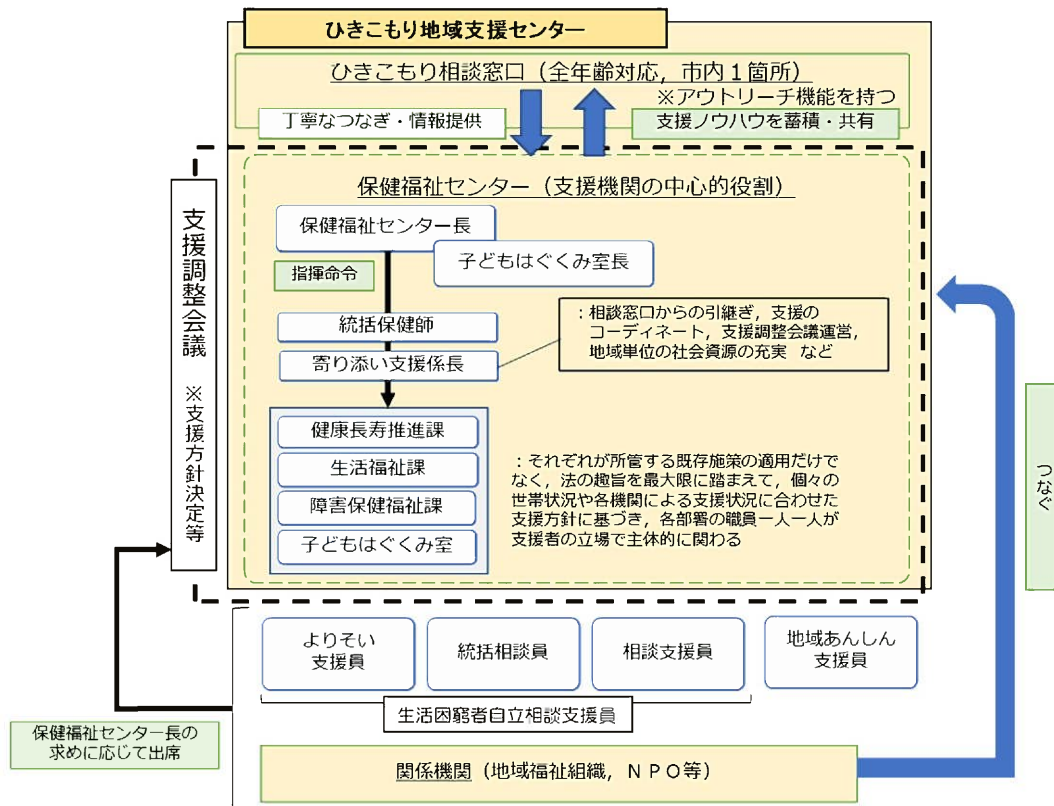 ひきこもり地域支援センター
ひきこもり相談窓口（全年齢対応，市内１箇所）
※アウトリーチ機能を持つ
丁寧なつなぎ・情報提供
支援ノウハウを蓄積・共有
保健福祉センター（支援機関の中心的役割）
保健福祉センター長
子どもはぐくみ室長
指揮命令
統括保健師
寄り添い支援係長
：相談窓口からの引継ぎ，支援の
コーディネート，支援調整会議運営，
地域単位の社会資源の充実 など
健康長寿推進課
生活福祉課
障害保健福祉課
子どもはぐくみ室
：それぞれが所管する既存施策の適用だけで
なく，法の趣旨を最大限に踏まえて，個々の
世帯状況や各機関による支援状況に合わせた
支援方針に基づき，各部署の職員一人一人が
支援者の立場で主体的に関わる
支援調整会議 ※支援方針決定等
つなぐ
よりそい
支援員
統括相談員
相談支援員
地域あんしん
支援員
生活困窮者自立相談支援員
保健福祉センター長の
求めに応じて出席
関係機関（地域福祉組織，ＮＰＯ等）